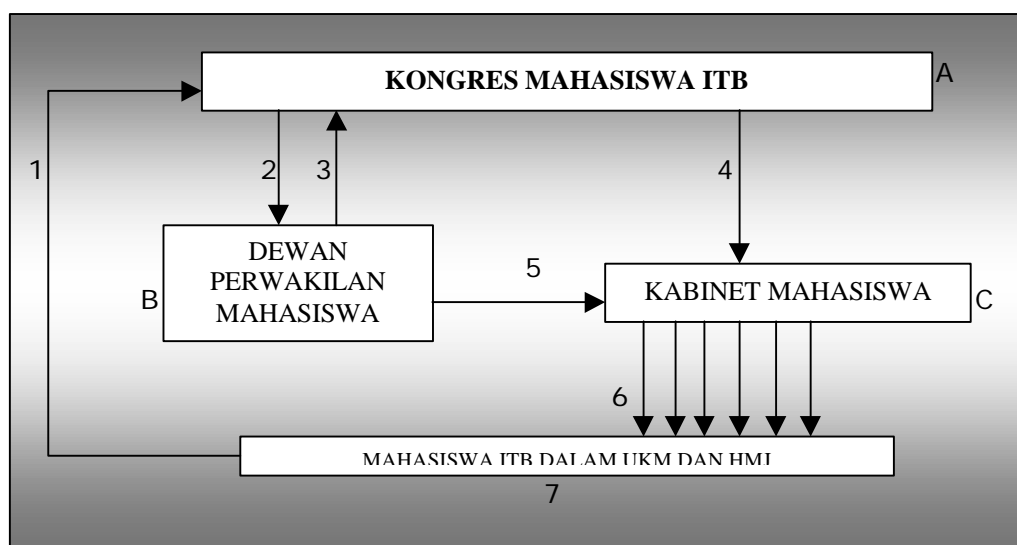 KONGRES MAHASISWA ITB
A
1
2
3
4
DEWAN
PERWAKILAN
MAHASISWA
B
5
KABINET MAHASISWA
C
6
MAHASISWA ITB DALAM UKM DAN HMJ
7